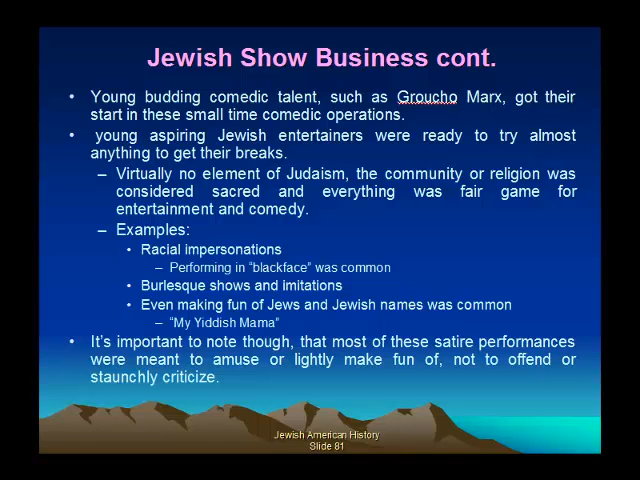 Jewish Show Business cont.
• Young budding comedic talent, such as Groucho Marx, got their
start in these small time comedic operations.
• young aspiring Jewish entertainers were ready to try almost
anything to get their breaks.
– Virtually no element of Judaism, the community or religion was
considered sacred and everything was fair game for
entertainment and comedy.
– Examples:
• Racial impersonations
– Performing in "blackface" was common
• Burlesque shows and imitations
• Even making fun of Jews and Jewish names was common
– "My Yiddish Mama"
• It's important to note though, that most of these satire performances
were meant to amuse or lightly make fun of, not to offend or
staunchly criticize.
Jewish American History
Slide 81